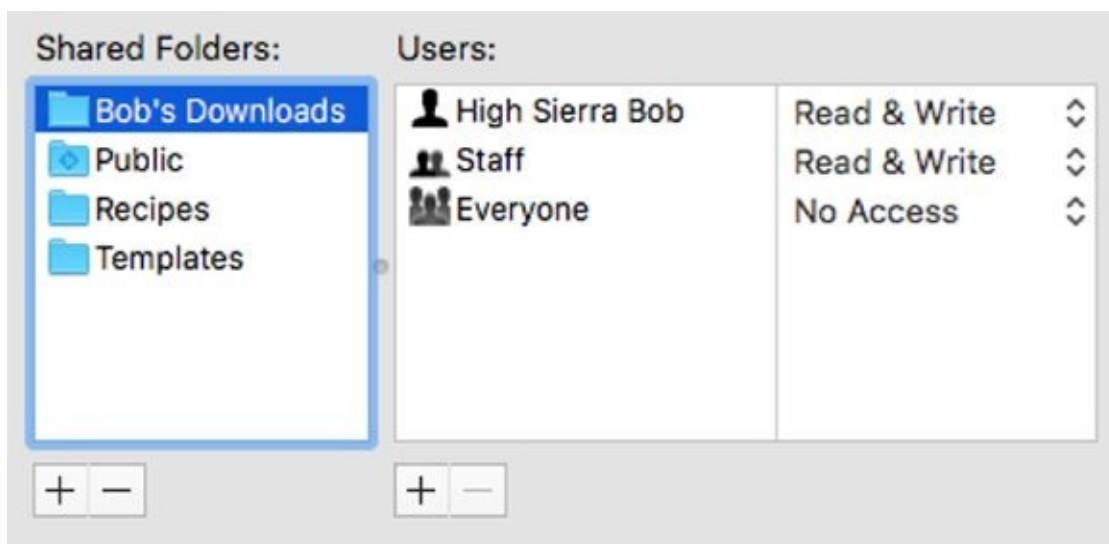 Shared Folders:
Users:
Bob's Downloads
Public
Recipes
Templates
High Sierra Bob Read & Write
Staff Read & Write
Everyone No Access